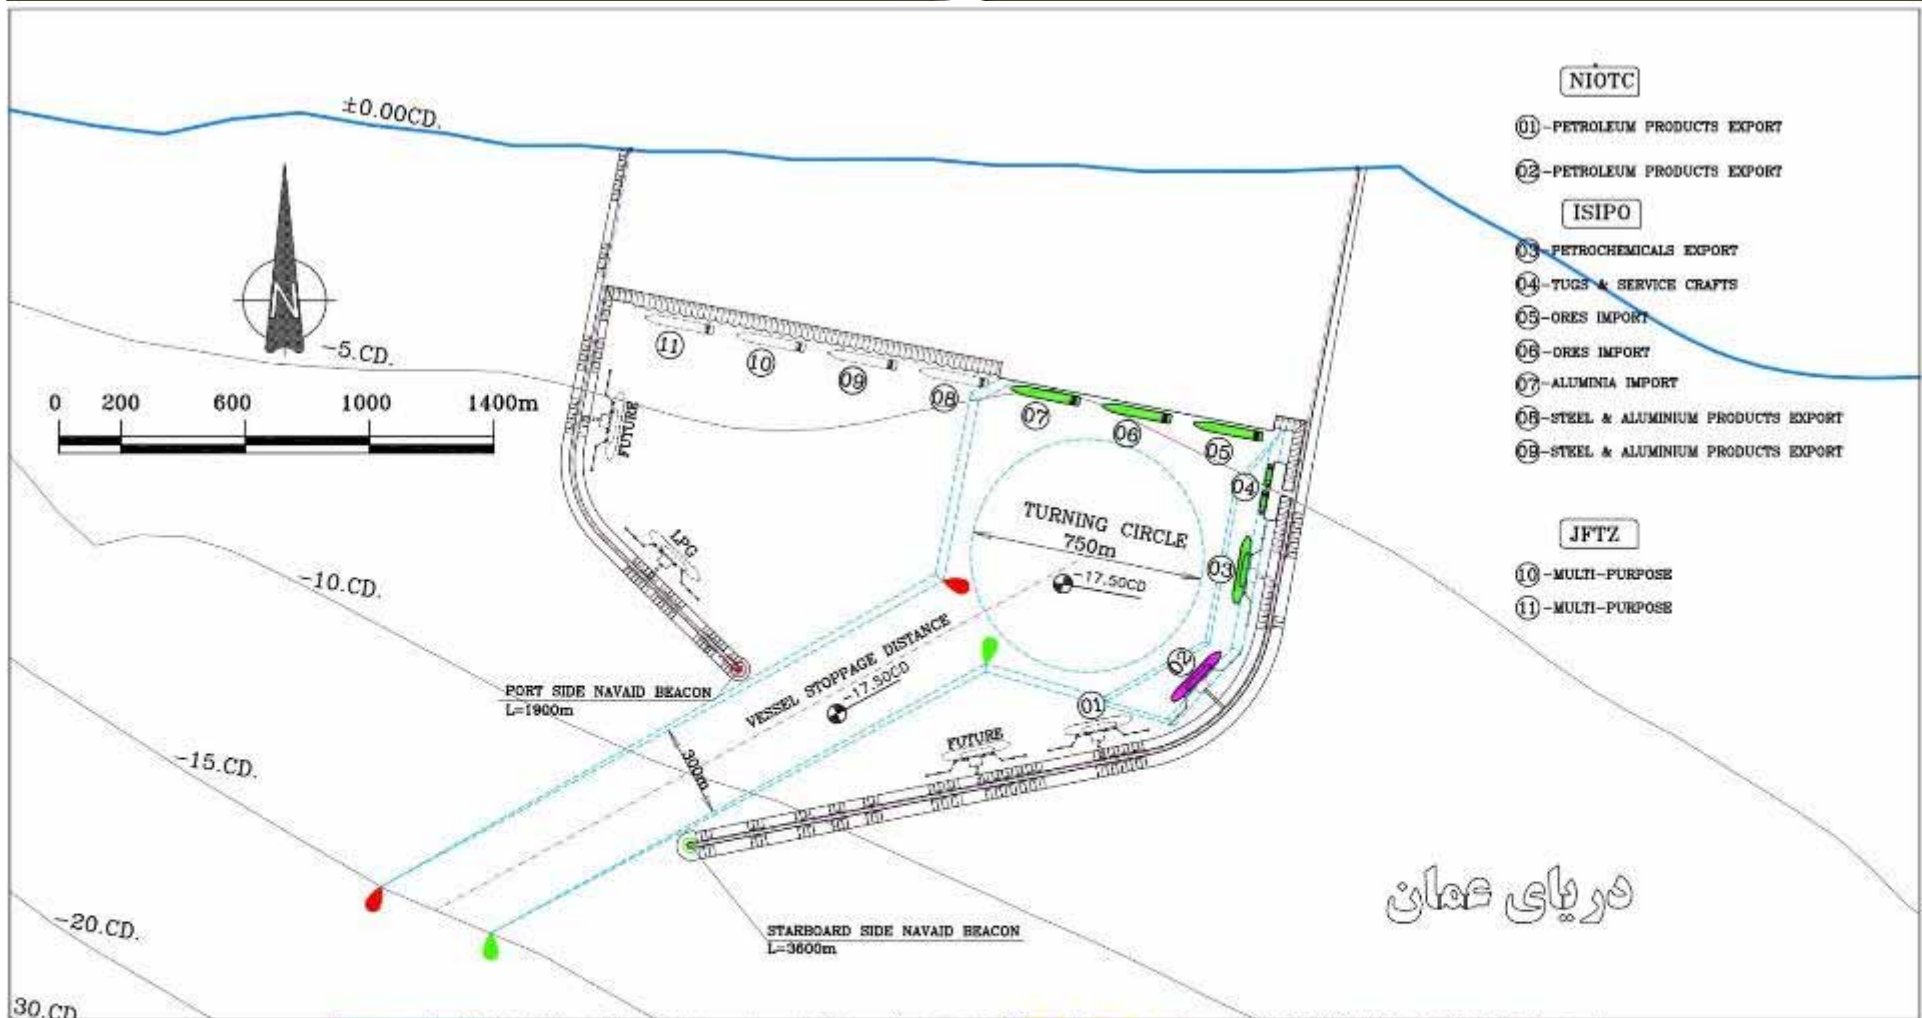 ±0.00CD.
N
-5.CD.
0 200 600 1000 1400m
-10.CD.
-15.CD.
-20.CD.
30.CD
11
10
09
08
07
06
05
04
03
02
01
FUTURE
LPG
TURNING CIRCLE
750m
-17.50CD
VESSEL STOPPAGE DISTANCE
-17.50CD
300m
FUTURE
PORT SIDE NAVAID BEACON
L=1900m
STARBOARD SIDE NAVAID BEACON
L=3600m
NIOTC
01-PETROLEUM PRODUCTS EXPORT
02-PETROLEUM PRODUCTS EXPORT
ISIPO
03-PETROCHEMICALS EXPORT
04-TUGS & SERVICE CRAFTS
05-ORES IMPORT
06-ORES IMPORT
07-ALUMINIA IMPORT
08-STEEL & ALUMINIUM PRODUCTS EXPORT
09-STEEL & ALUMINIUM PRODUCTS EXPORT
JFTZ
10-MULTI-PURPOSE
11-MULTI-PURPOSE
دریای عمان